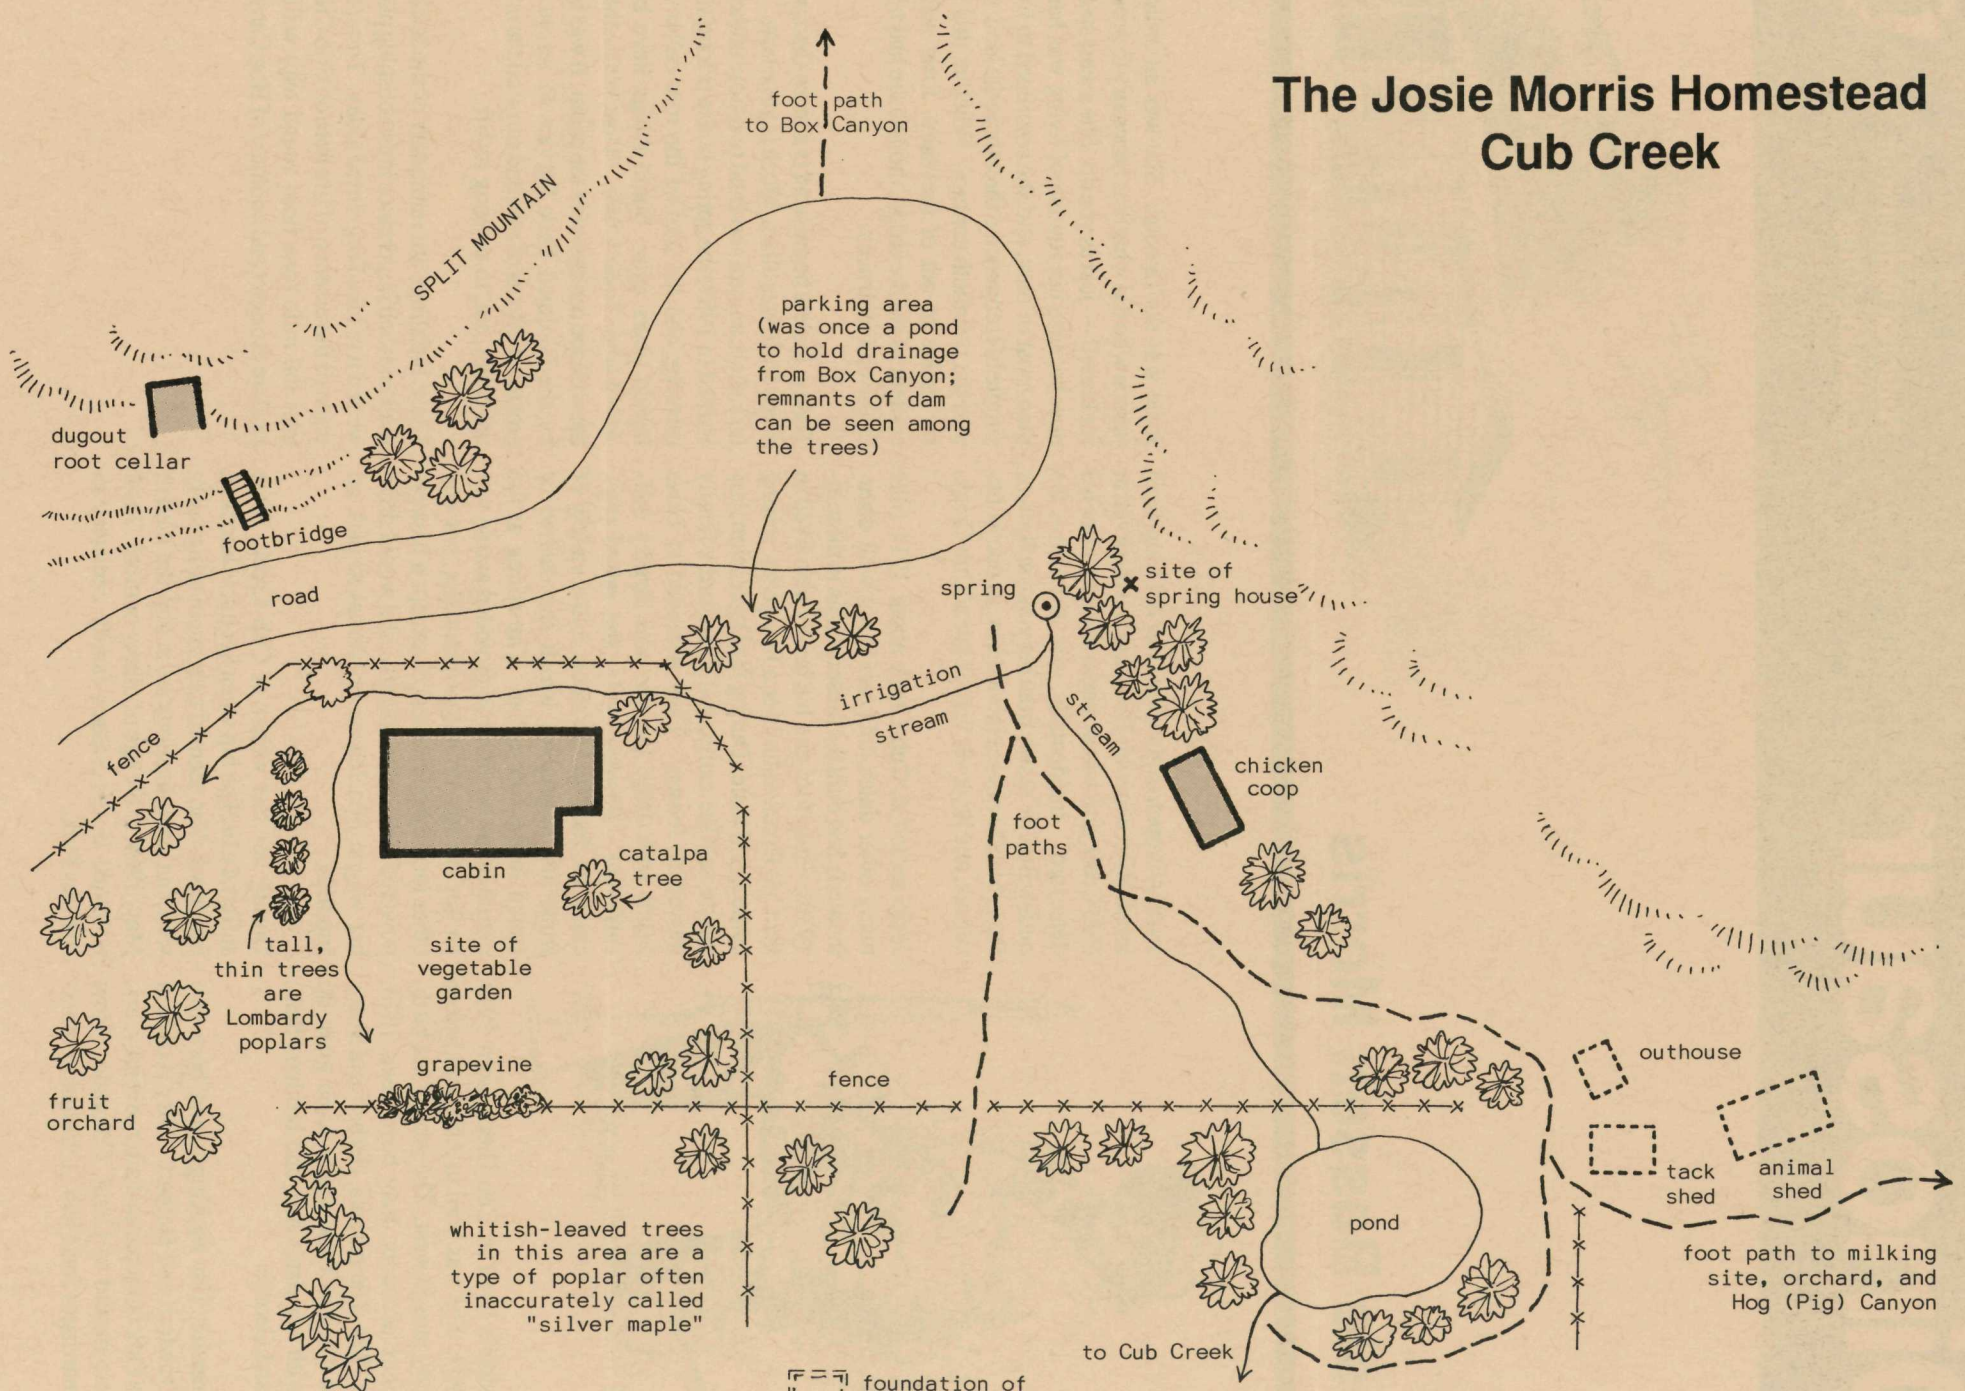 The Josie Morris Homestead
Cub Creek
foot path
to Box Canyon
SPLIT MOUNTAIN
parking area
(was once a pond
to hold drainage
from Box Canyon;
remnants of dam
can be seen among
the trees)
dugout
root cellar
footbridge
road
spring
site of
spring house
irrigation
stream
stream
fence
chicken
coop
foot
paths
cabin
catalpa
tree
tall,
thin trees
are
Lombardy
poplars
site of
vegetable
garden
grapevine
fence
fruit
orchard
outhouse
tack
shed
animal
shed
pond
whitish-leaved trees
in this area are a
type of poplar often
inaccurately called
"silver maple"
foot path to milking
site, orchard, and
Hog (Pig) Canyon
to Cub Creek
foundation of